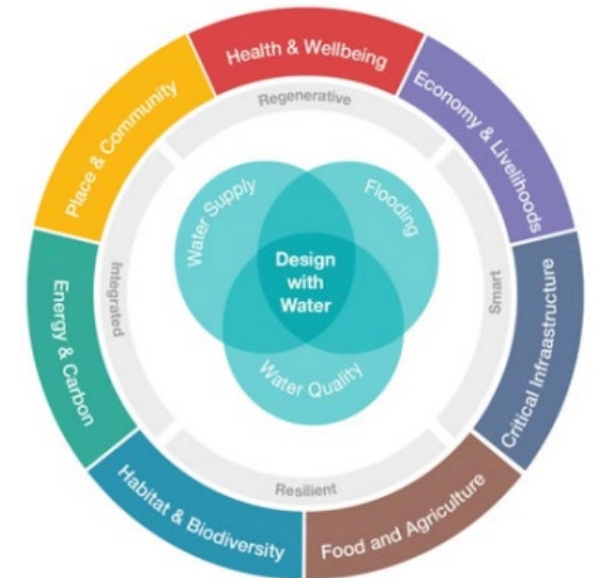 Health & Wellbeing
Economy & Livelihoods
Critical Infraastructure
Food and Agriculture
Habitat & Biodiversity
Energy & Carbon
Place & Community
Regenerative
Smart
Resilient
Integrated
Water Supply
Flooding
Water Quality
Design
with
Water